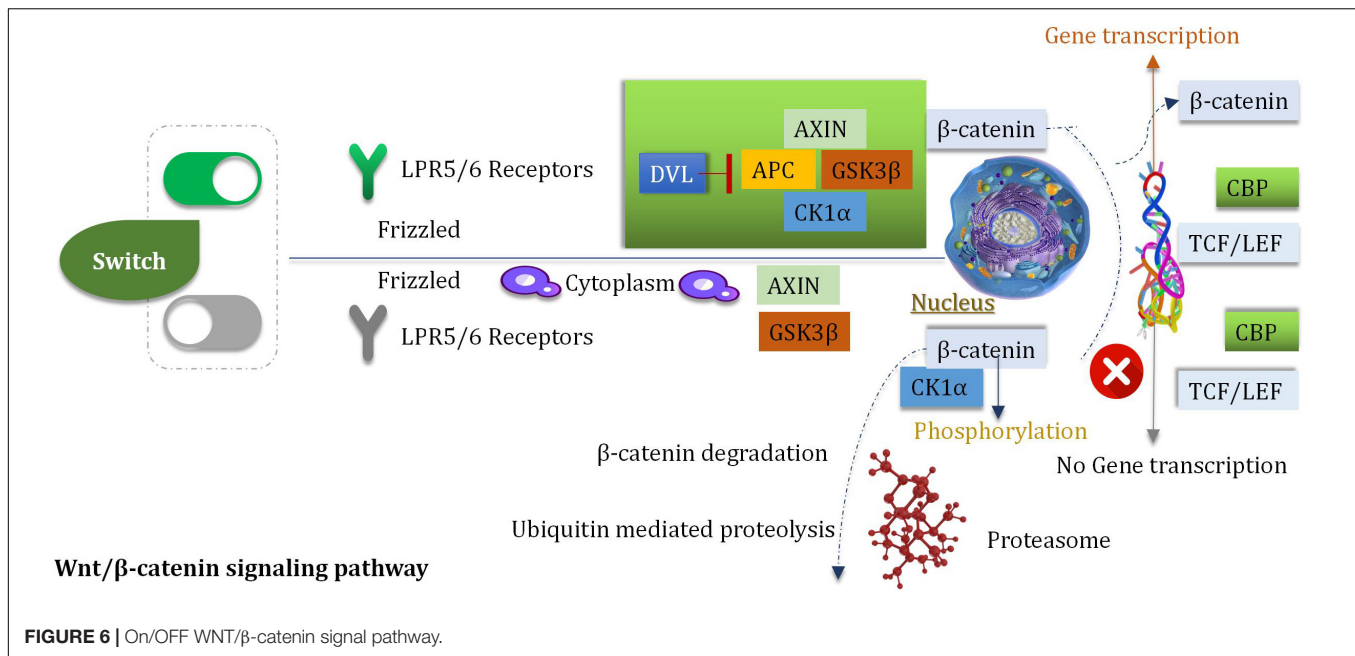 Gene transcription
β-catenin
AXIN
β-catenin
DVL
APC
GSK3β
CK1α
LPR5/6 Receptors
Frizzled
CBP
TCF/LEF
Switch
Frizzled
Cytoplasm
AXIN
LPR5/6 Receptors
GSK3β
Nucleus
β-catenin
CK1α
CBP
TCF/LEF
Phosphorylation
No Gene transcription
β-catenin degradation
Ubiquitin mediated proteolysis
Proteasome
Wnt/β-catenin signaling pathway
FIGURE 6 | On/OFF WNT/β-catenin signal pathway.